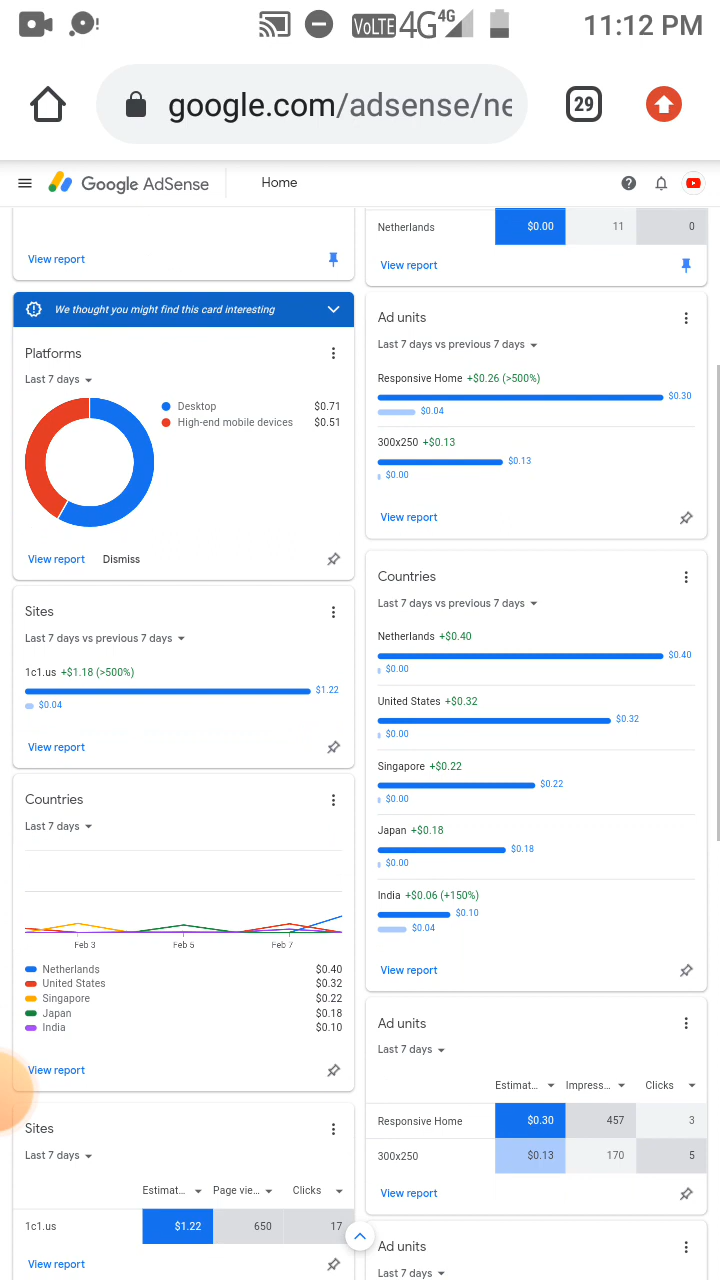 VoLTE 4G 4G 11:12 PM
google.com/adsense/ne
29
Google AdSense Home
View report
We thought you might find this card interesting
Platforms
Last 7 days
Desktop $0.71
High-end mobile devices $0.51
View report Dismiss
Sites
Last 7 days vs previous 7 days
1c1.us +$1.18 (>500%)
$1.22
$0.04
View report
Countries
Last 7 days
Feb 3 Feb 5 Feb 7
Netherlands $0.40
United States $0.32
Singapore $0.22
Japan $0.18
India $0.10
View report
Sites
Last 7 days
Estimat... Page vie... Clicks
1c1.us $1.22 650 17
View report
Netherlands $0.00 11 0
View report
Ad units
Last 7 days vs previous 7 days
Responsive Home +$0.26 (>500%)
$0.30
$0.04
300x250 +$0.13
$0.13
$0.00
View report
Countries
Last 7 days vs previous 7 days
Netherlands +$0.40
$0.40
$0.00
United States +$0.32
$0.32
$0.00
Singapore +$0.22
$0.22
$0.00
Japan +$0.18
$0.18
$0.00
India +$0.06 (+150%)
$0.10
$0.04
View report
Ad units
Last 7 days
Estimat... Impress... Clicks
Responsive Home $0.30 457 3
300x250 $0.13 170 5
View report
Ad units
Last 7 days